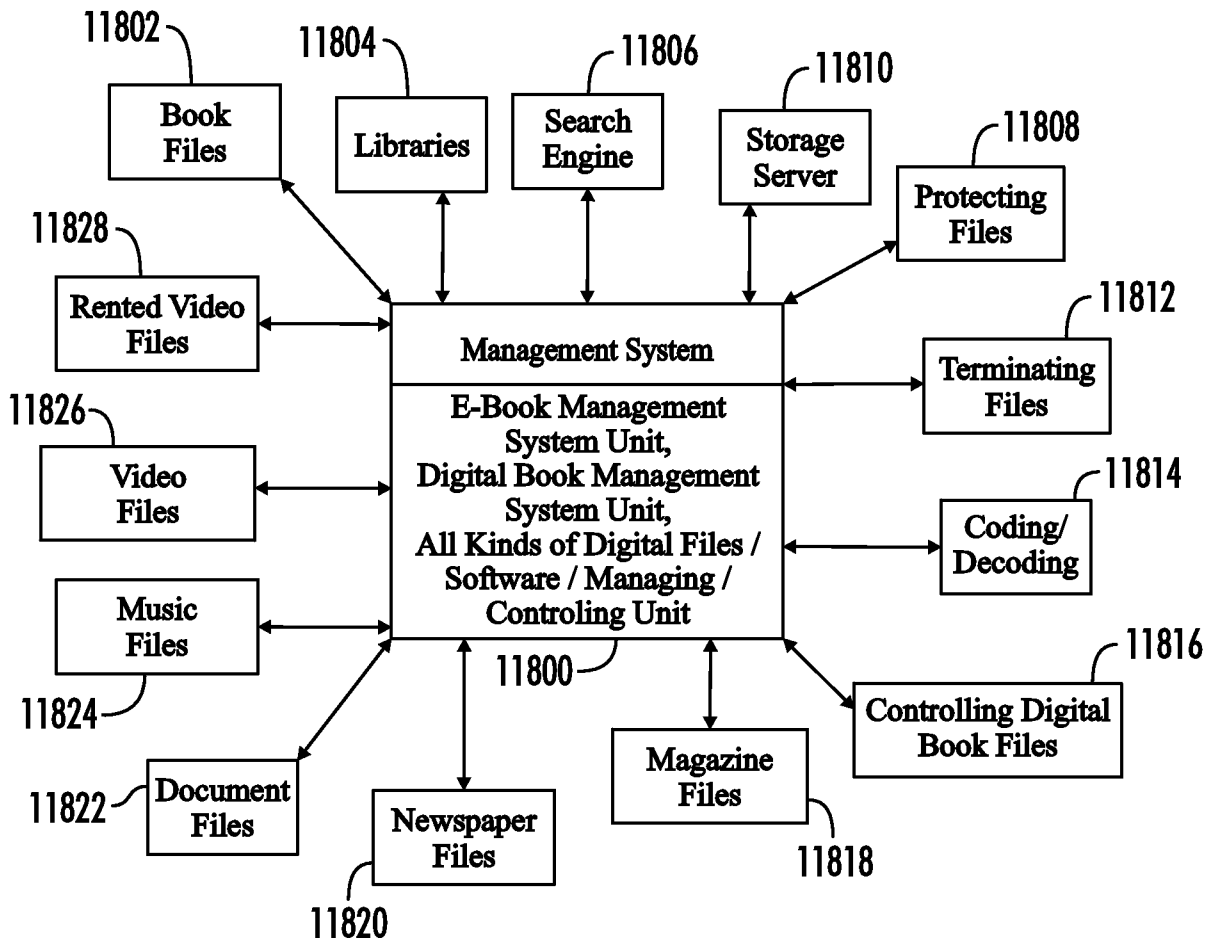 11802
Book
Files
11804
Libraries
11806
Search
Engine
11810
Storage
Server
11808
Protecting
Files
11828
Rented Video
Files
Management System
11812
Terminating
Files
E-Book Management
System Unit,
Digital Book Management
System Unit,
All Kinds of Digital Files /
Software / Managing /
Controling Unit
11826
Video
Files
11814
Coding/
Decoding
Music
Files
11824
11800
11816
Controlling Digital
Book Files
11822
Document
Files
Newspaper
Files
11820
Magazine
Files
11818